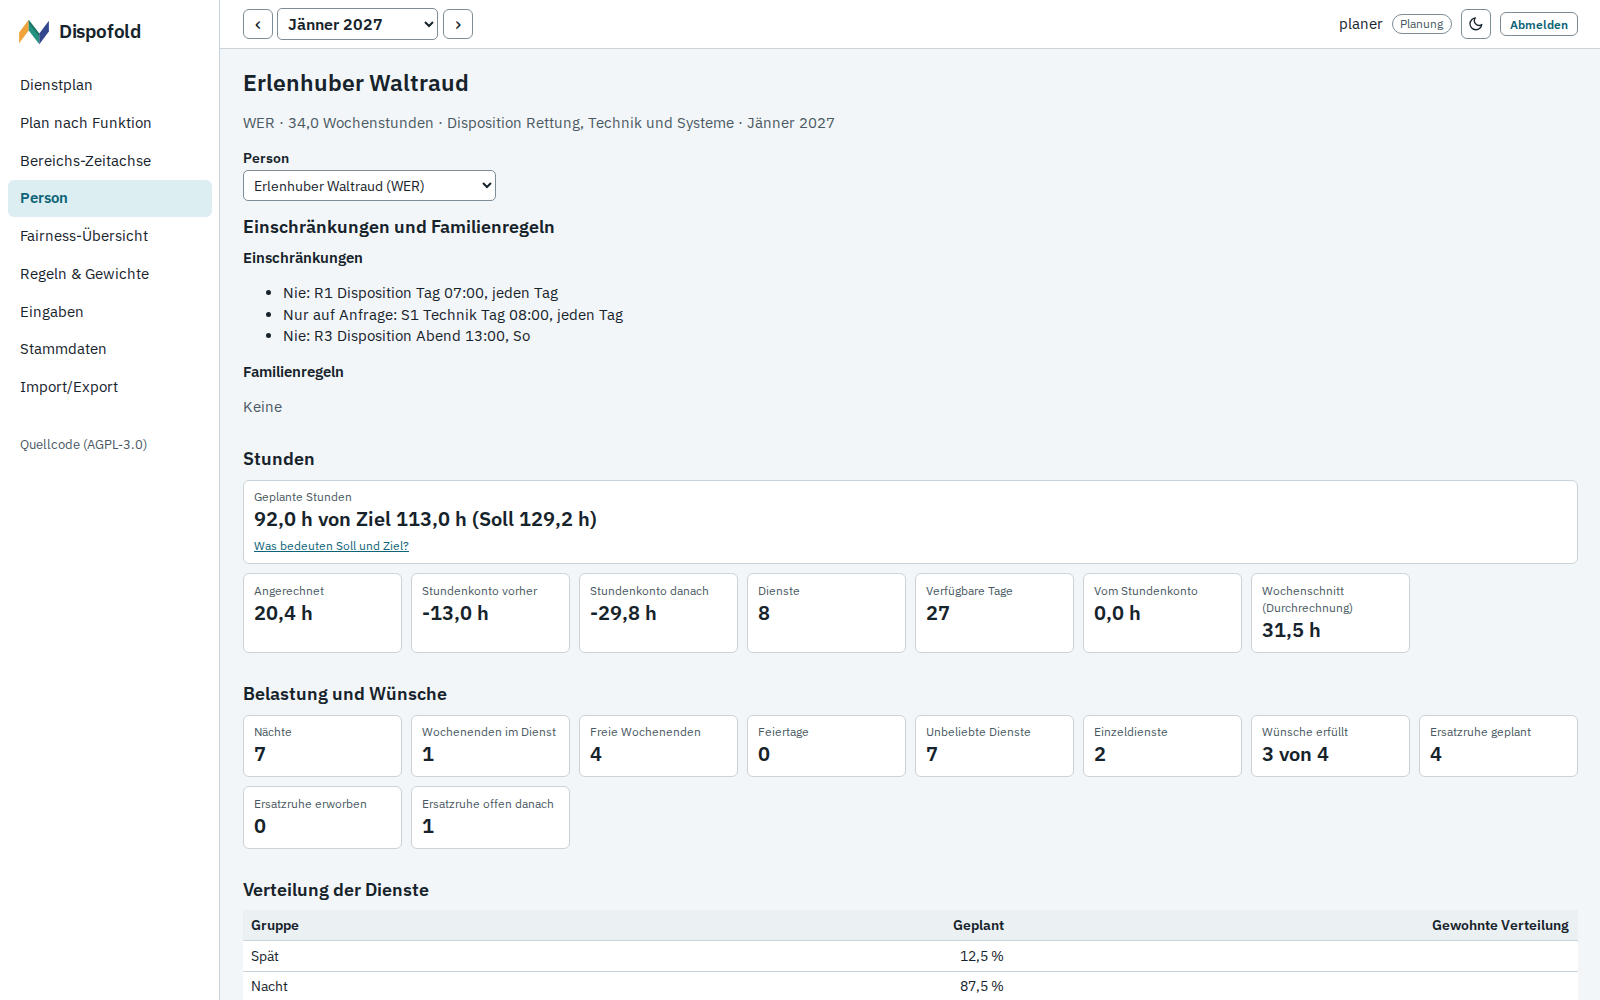 Dispofold
Dienstplan
Plan nach Funktion
Bereichs-Zeitachse
Person
Fairness-Übersicht
Regeln & Gewichte
Eingaben
Stammdaten
Import/Export
Quellcode (AGPL-3.0)
‹ Jänner 2027 ›
planer Planung Abmelden
Erlenhuber Waltraud
WER · 34,0 Wochenstunden · Disposition Rettung, Technik und Systeme · Jänner 2027
Person
Erlenhuber Waltraud (WER)
Einschränkungen und Familienregeln
Einschränkungen
• Nie: R1 Disposition Tag 07:00, jeden Tag
• Nur auf Anfrage: S1 Technik Tag 08:00, jeden Tag
• Nie: R3 Disposition Abend 13:00, So
Familienregeln
Keine
Stunden
Geplante Stunden
92,0 h von Ziel 113,0 h (Soll 129,2 h)
Was bedeuten Soll und Ziel?
Angerechnet
20,4 h
Stundenkonto vorher
-13,0 h
Stundenkonto danach
-29,8 h
Dienste
8
Verfügbare Tage
27
Vom Stundenkonto
0,0 h
Wochenschnitt
(Durchrechnung)
31,5 h
Belastung und Wünsche
Nächte
7
Wochenenden im Dienst
1
Freie Wochenenden
4
Feiertage
0
Unbeliebte Dienste
7
Einzeldienste
2
Wünsche erfüllt
3 von 4
Ersatzruhe geplant
4
Ersatzruhe erworben
0
Ersatzruhe offen danach
1
Verteilung der Dienste
Gruppe Geplant Gewohnte Verteilung
Spät 12,5 %
Nacht 87,5 %